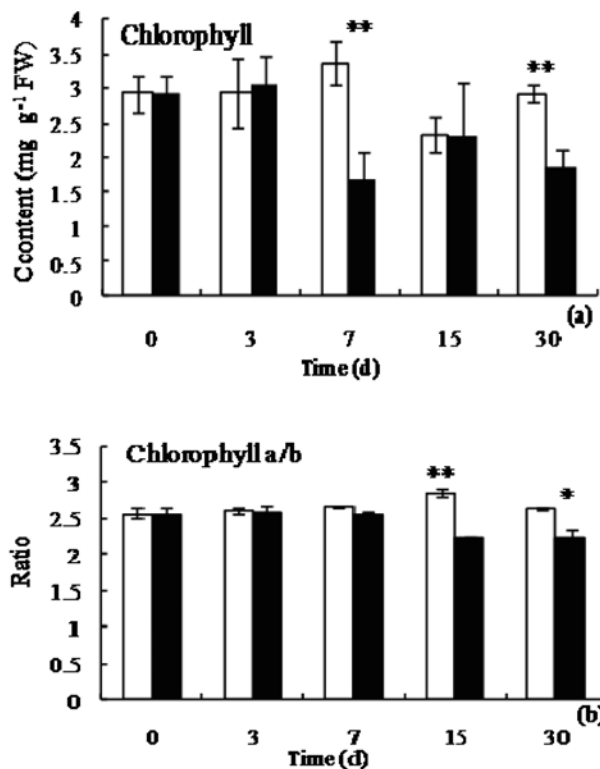 Chlorophyll
**
**
4
3.5
3
2.5
2
1.5
1
0.5
0
Ccontent (mg g⁻¹ FW)
0 3 7 15 30
(a)
Time (d)
Chlorophyll a/b
**
*
3.5
3
2.5
2
1.5
1
0.5
0
Ratio
0 3 7 15 30
(b)
Time (d)